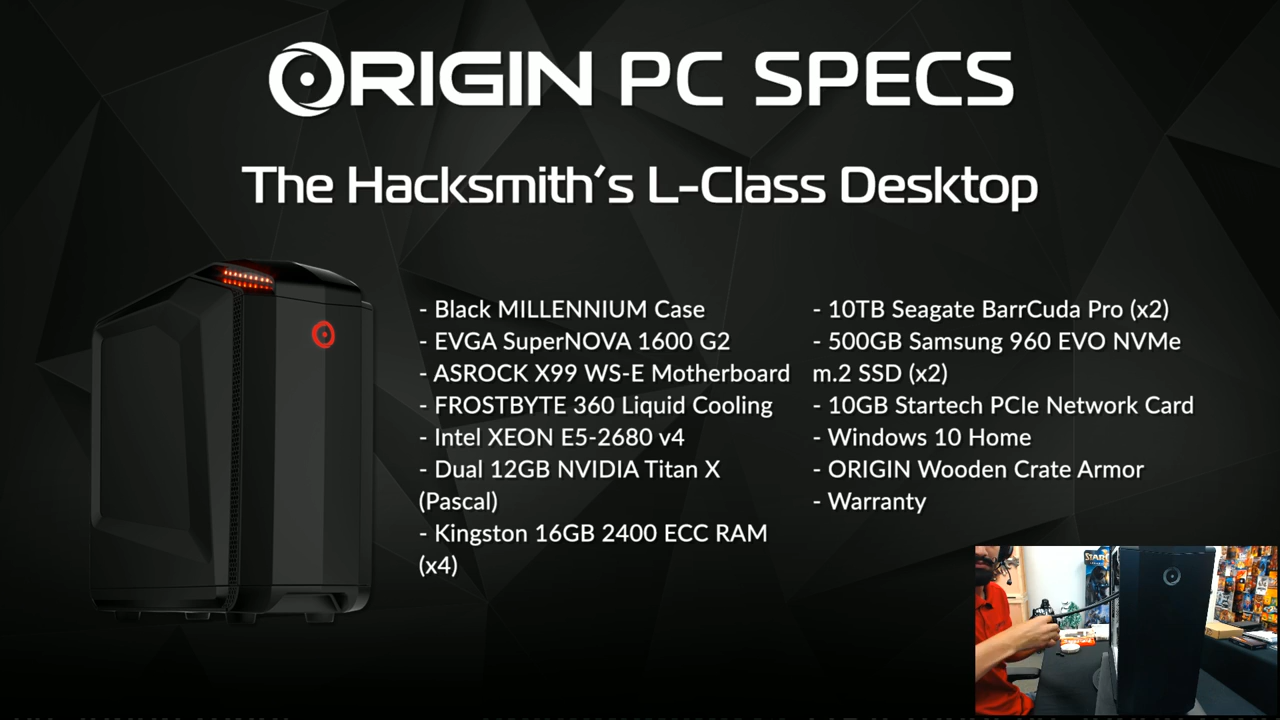 ORIGIN PC SPECS
The Hacksmith's L-Class Desktop
- Black MILLENNIUM Case
- EVGA SuperNOVA 1600 G2
- ASROCK X99 WS-E Motherboard
- FROSTBYTE 360 Liquid Cooling
- Intel XEON E5-2680 v4
- Dual 12GB NVIDIA Titan X
(Pascal)
- Kingston 16GB 2400 ECC RAM
(x4)
- 10TB Seagate BarrCuda Pro (x2)
- 500GB Samsung 960 EVO NVMe
m.2 SSD (x2)
- 10GB Startech PCIe Network Card
- Windows 10 Home
- ORIGIN Wooden Crate Armor
- Warranty